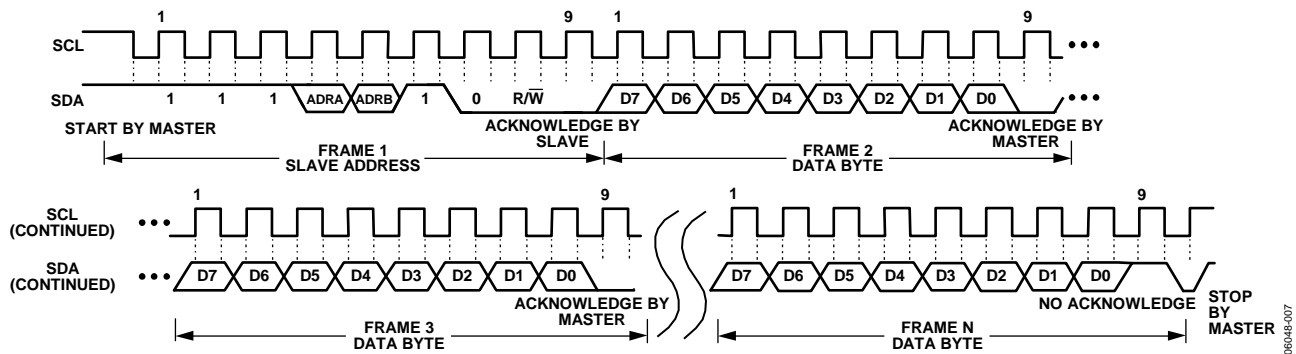 1 9 1 9
SCL
SDA
1 1 1 ADRA ADRB 1 0 R/W̅ D7 D6 D5 D4 D3 D2 D1 D0
START BY MASTER
ACKNOWLEDGE BY
SLAVE
ACKNOWLEDGE BY
MASTER
FRAME 1
SLAVE ADDRESS
FRAME 2
DATA BYTE
1 9 1 9
SCL
(CONTINUED)
SDA
(CONTINUED)
D7 D6 D5 D4 D3 D2 D1 D0
D7 D6 D5 D4 D3 D2 D1 D0
ACKNOWLEDGE BY
MASTER
NO ACKNOWLEDGE
STOP
BY
MASTER
FRAME 3
DATA BYTE
FRAME N
DATA BYTE
06048-007